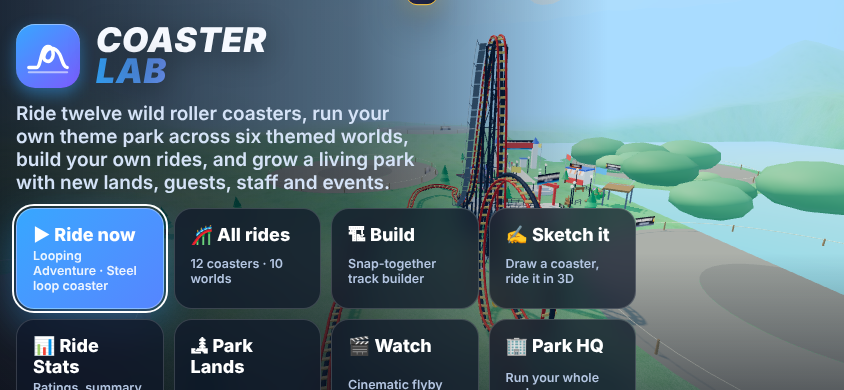 COASTER
LAB
Ride twelve wild roller coasters, run your
own theme park across six themed worlds,
build your own rides, and grow a living park
with new lands, guests, staff and events.
▶ Ride now
Looping
Adventure · Steel
loop coaster
All rides
12 coasters · 10
worlds
Build
Snap-together
track builder
Sketch it
Draw a coaster,
ride it in 3D
Ride
Stats
Ratings, summary
Park
Lands
Watch
Cinematic flyby
Park HQ
Run your whole